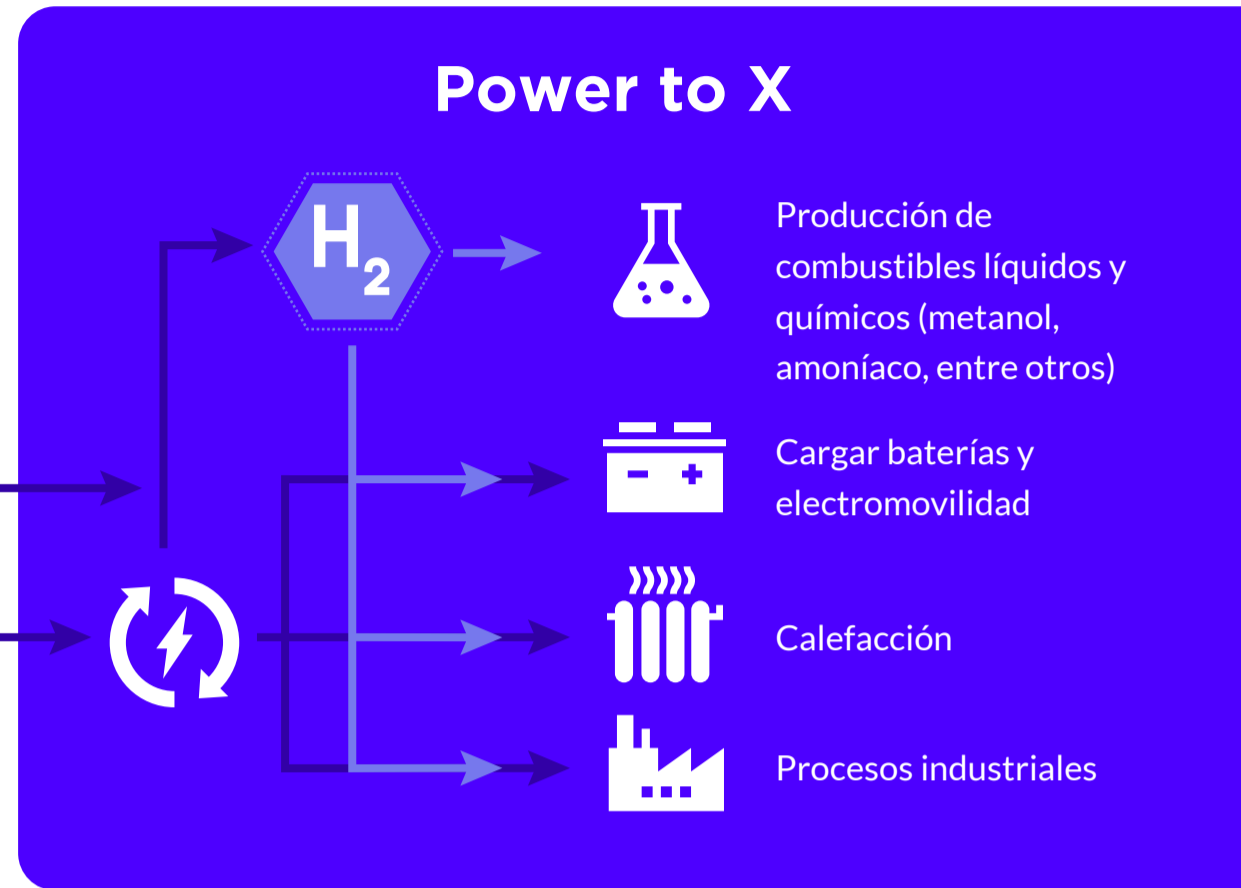 Power to X
H₂
Producción de
combustibles líquidos y
químicos (metanol,
amoníaco, entre otros)
Cargar baterías y
electromovilidad
Calefacción
Procesos industriales